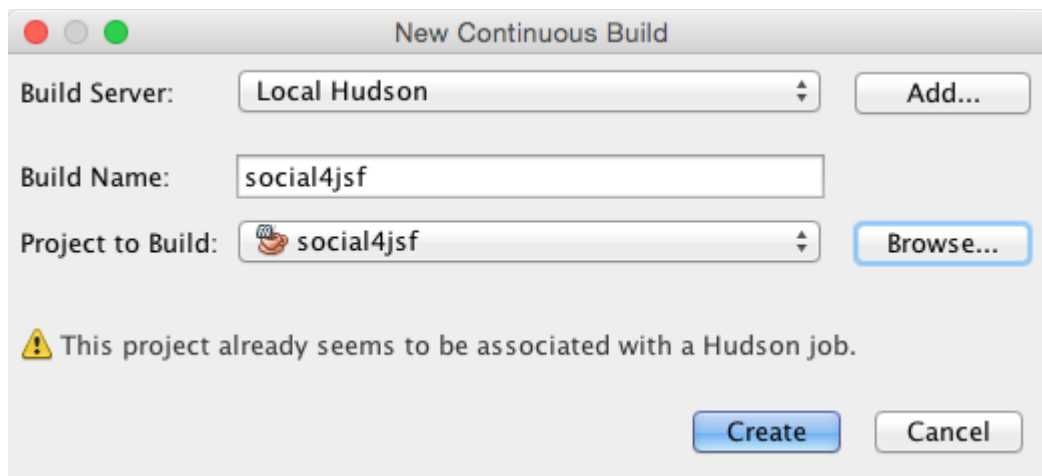 New Continuous Build
Build Server: Local Hudson Add...
Build Name: social4jsf
Project to Build: social4jsf Browse...
This project already seems to be associated with a Hudson job.
Create Cancel